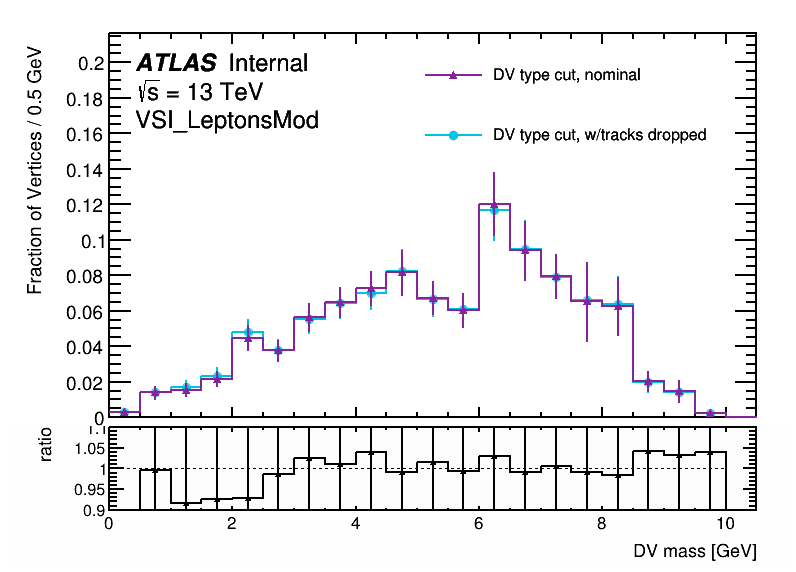 ATLAS Internal
√s = 13 TeV
VSI_LeptonsMod
DV type cut, nominal
DV type cut, w/tracks dropped
Fraction of Vertices / 0.5 GeV
0.2
0.18
0.16
0.14
0.12
0.1
0.08
0.06
0.04
0.02
0
ratio
1.1
1.05
1
0.95
0.9
0 2 4 6 8 10
DV mass [GeV]